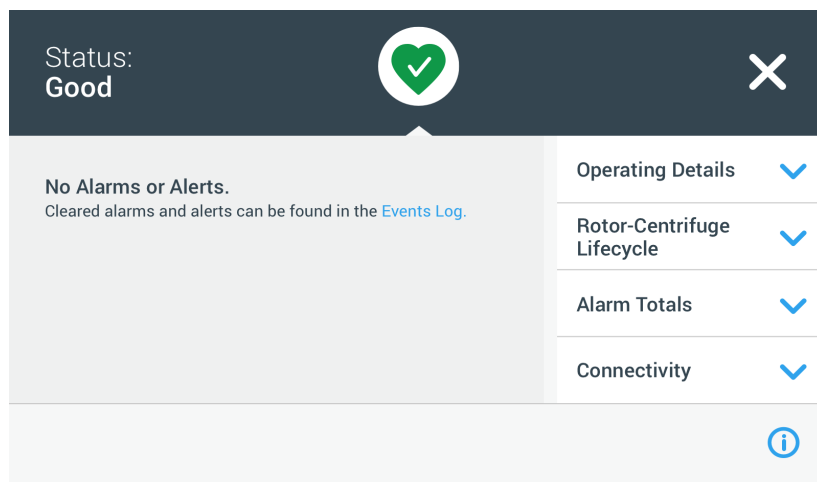 Status:
Good
No Alarms or Alerts.
Cleared alarms and alerts can be found in the Events Log.
Operating Details
Rotor-Centrifuge
Lifecycle
Alarm Totals
Connectivity